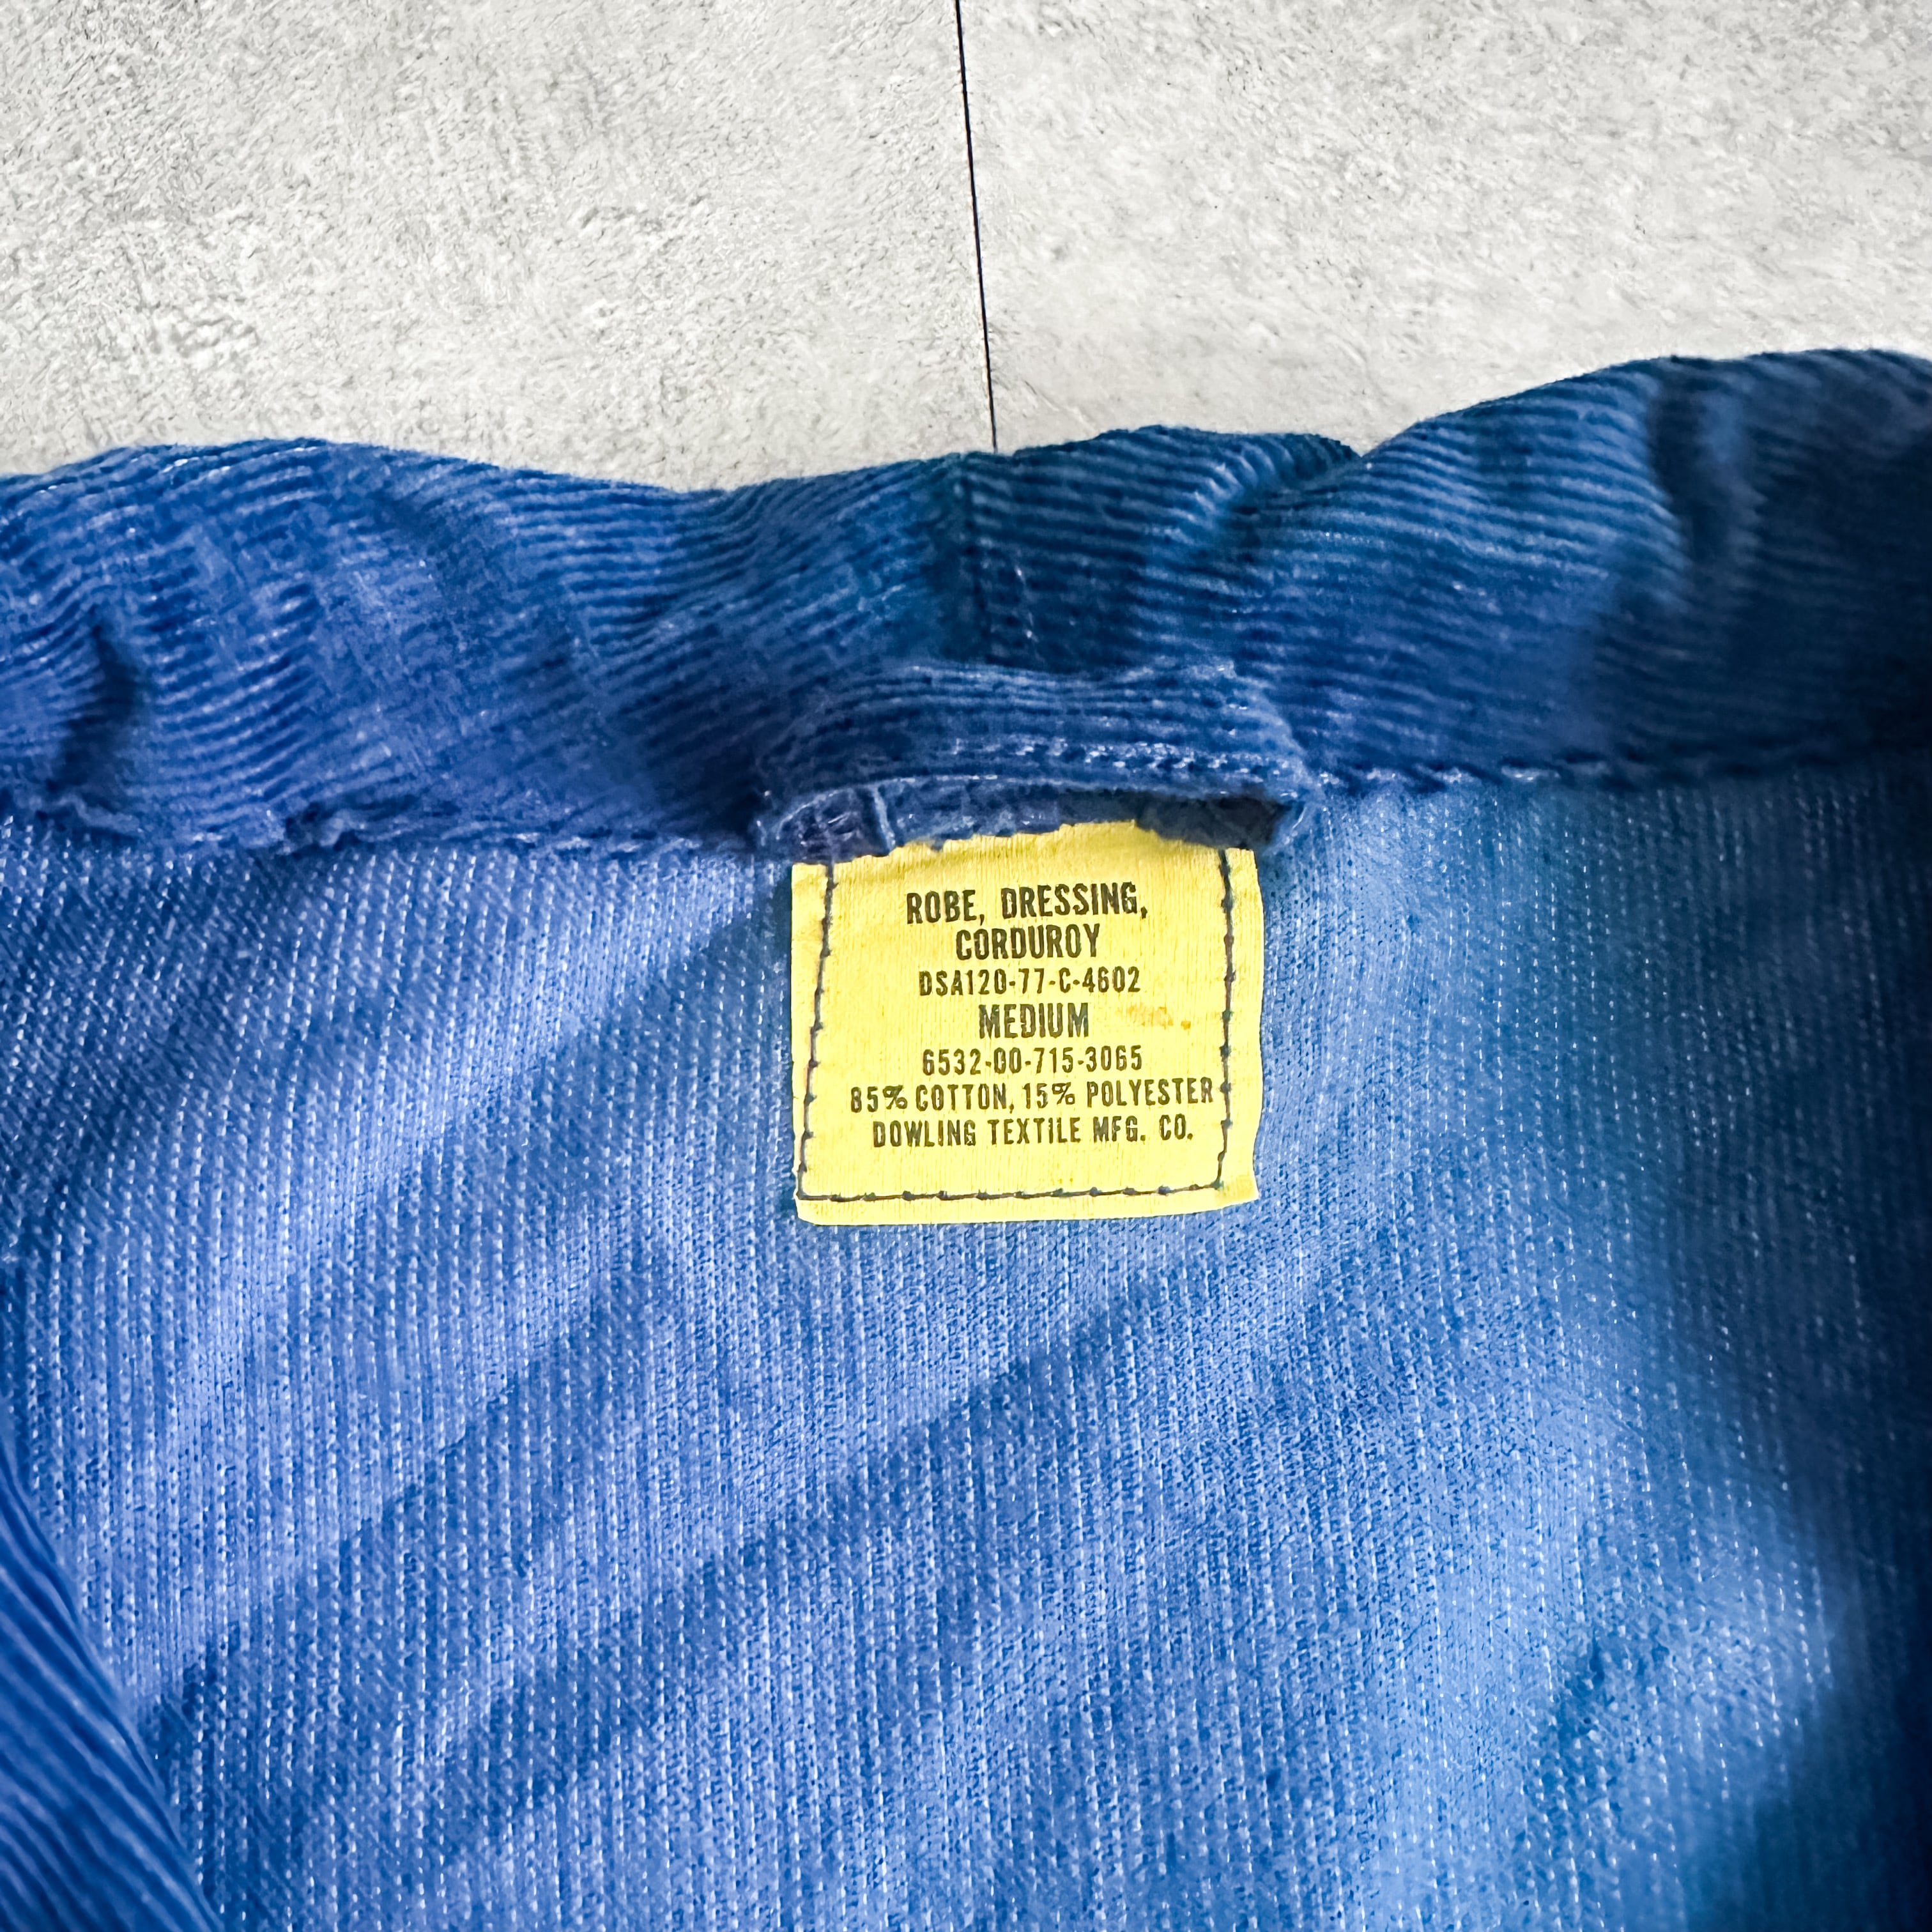 ROBE, DRESSING,
CORDUROY
DSA120-77-C-4602
MEDIUM
6532-00-715-3065
85% COTTON, 15% POLYESTER
DOWLING TEXTILE MFG. CO.